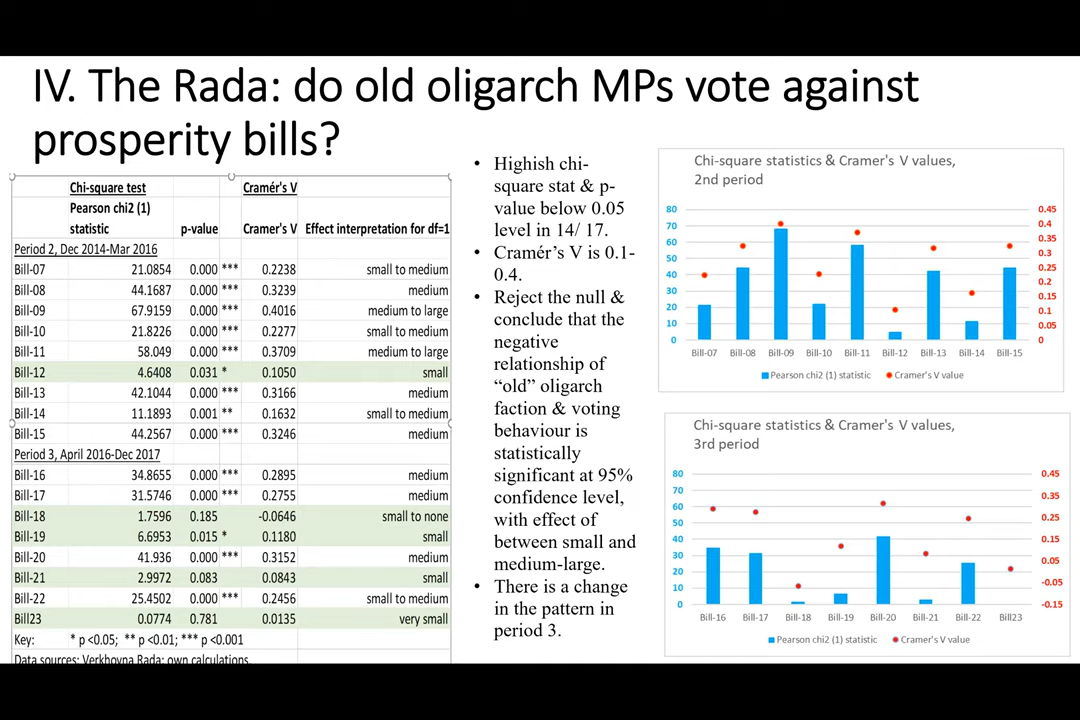 IV. The Rada: do old oligarch MPs vote against
prosperity bills?
Chi-square test Cramér's V
Pearson chi2 (1)
statistic p-value Cramer's V Effect interpretation for df=1
Period 2, Dec 2014-Mar 2016
Bill-07 21.0854 0.000 *** 0.2238 small to medium
Bill-08 44.1687 0.000 *** 0.3239 medium
Bill-09 67.9159 0.000 *** 0.4016 medium to large
Bill-10 21.8226 0.000 *** 0.2277 small to medium
Bill-11 58.049 0.000 *** 0.3709 medium to large
Bill-12 4.6408 0.031 * 0.1050 small
Bill-13 42.1044 0.000 *** 0.3166 medium
Bill-14 11.1893 0.001 ** 0.1632 small to medium
Bill-15 44.2567 0.000 *** 0.3246 medium
Period 3, April 2016-Dec 2017
Bill-16 34.8655 0.000 *** 0.2895 medium
Bill-17 31.5746 0.000 *** 0.2755 medium
Bill-18 1.7596 0.185 -0.0646 small to none
Bill-19 6.6953 0.015 * 0.1180 small
Bill-20 41.936 0.000 *** 0.3152 medium
Bill-21 2.9972 0.083 0.0843 small
Bill-22 25.4502 0.000 *** 0.2456 small to medium
Bill23 0.0774 0.781 0.0135 very small
Key: * p <0.05; ** p <0.01; *** p <0.001
Data sources: Verkhovna Rada; own calculations.
• Highish chi-
square stat & p-
value below 0.05
level in 14/ 17.
• Cramér's V is 0.1-
0.4.
• Reject the null &
conclude that the
negative
relationship of
“old” oligarch
faction & voting
behaviour is
statistically
significant at 95%
confidence level,
with effect of
between small and
medium-large.
• There is a change
in the pattern in
period 3.
Chi-square statistics & Cramer's V values,
2nd period
80 0.45
70 0.4
60 0.35
50 0.3
40 0.25
30 0.2
20 0.15
10 0.1
0 0.05
0
Bill-07 Bill-08 Bill-09 Bill-10 Bill-11 Bill-12 Bill-13 Bill-14 Bill-15
Pearson chi2 (1) statistic Cramer's V value
Chi-square statistics & Cramer's V values,
3rd period
80 0.45
70 0.35
60 0.25
50 0.15
40 0.05
30 -0.05
20 -0.15
10
0
Bill-16 Bill-17 Bill-18 Bill-19 Bill-20 Bill-21 Bill-22 Bill23
Pearson chi2 (1) statistic Cramer's V value